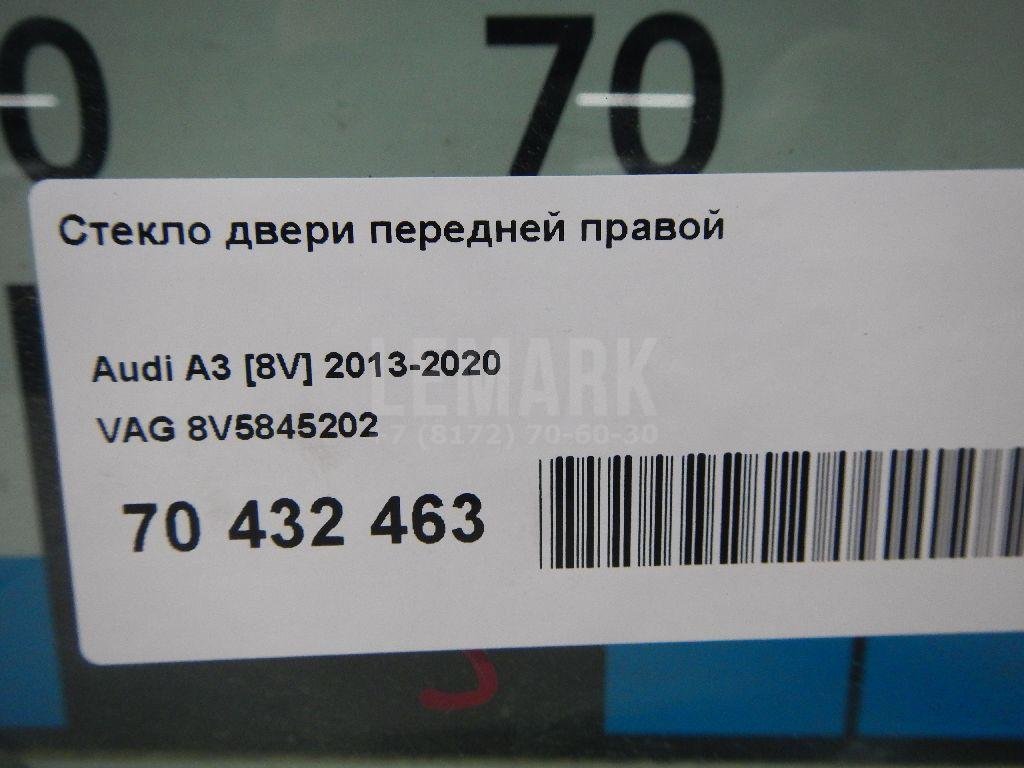 0 70
Стекло двери передней правой
Audi A3 [8V] 2013-2020
LEMARK
VAG 8V5845202
+7 (8172) 70-60-30
70 432 463